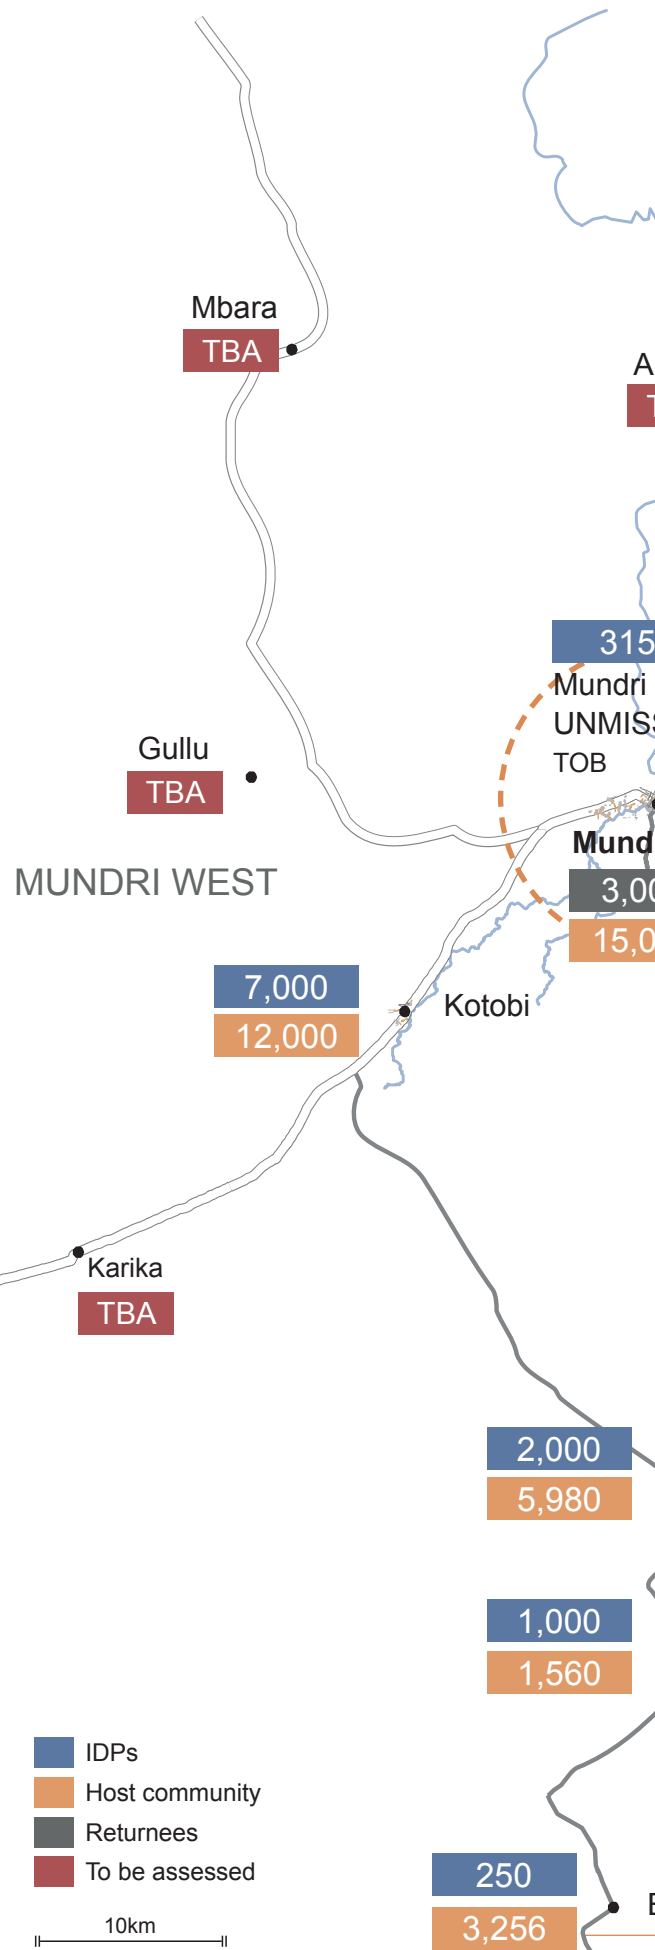 Mbara
TBA
315
Mundri
TOB
Gullu
TBA
MUNDRI WEST
7,000
12,000
Kotobi
Karika
TBA
2,000
5,980
1,000
1,560
IDPs
Host community
Returnees
To be assessed
10km
250
3,256